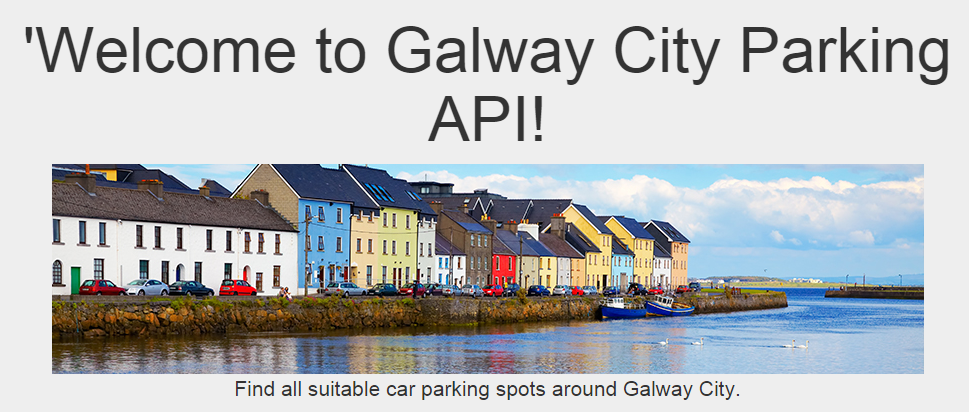 'Welcome to Galway City Parking
API!
Find all suitable car parking spots around Galway City.